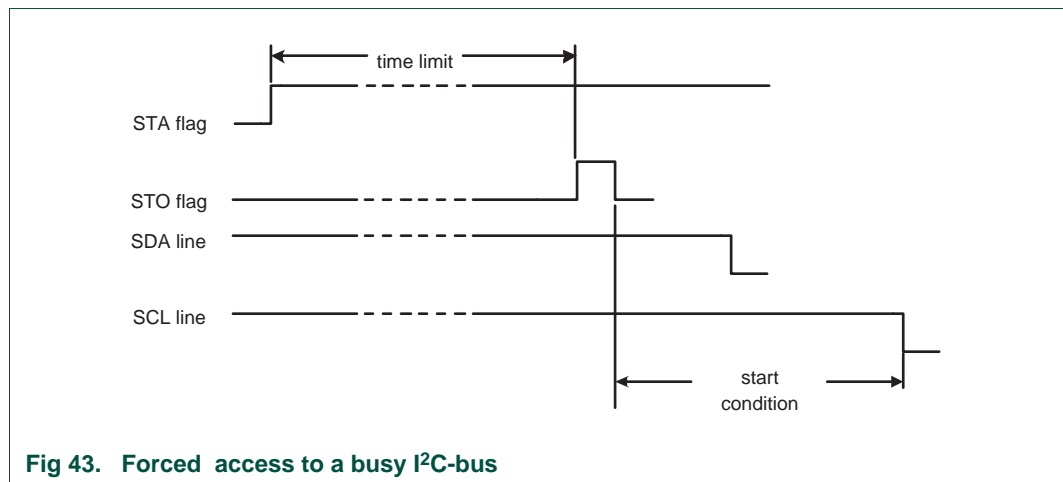 time limit
STA flag
STO flag
SDA line
SCL line
start
condition
Fig 43. Forced access to a busy I²C-bus